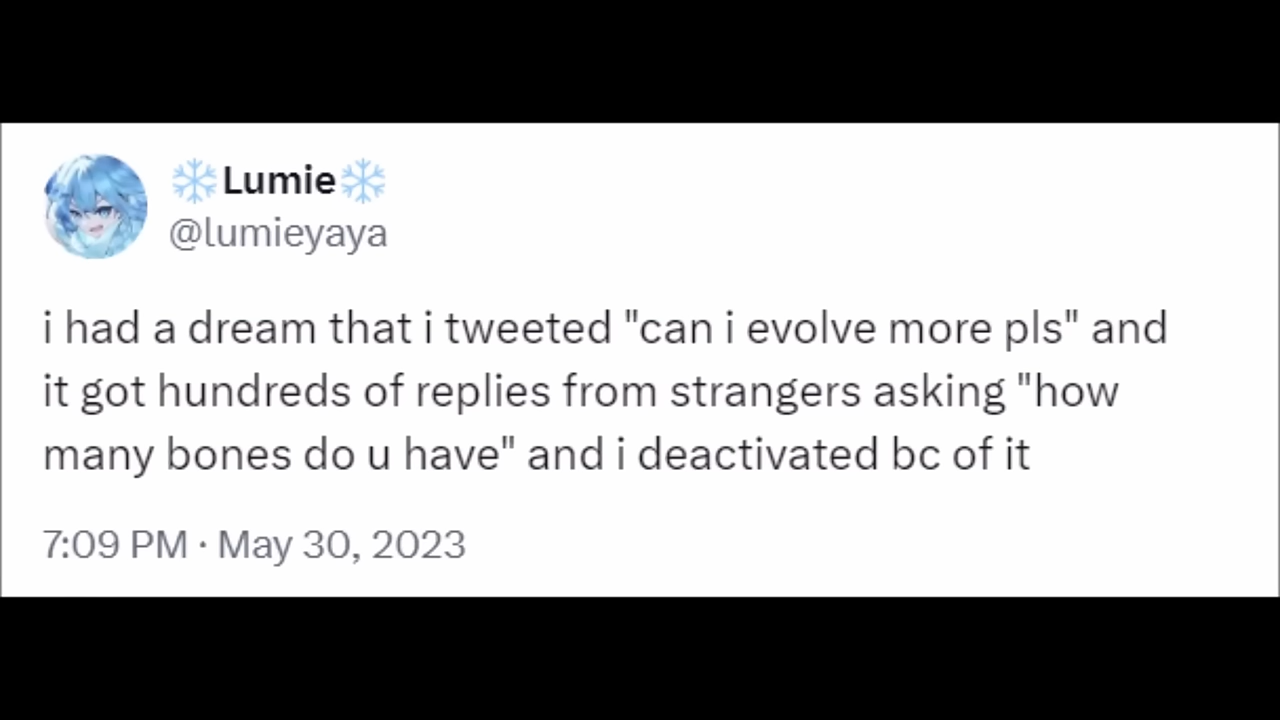 ❄️Lumie❄️
@lumieyaya
i had a dream that i tweeted "can i evolve more pls" and
it got hundreds of replies from strangers asking "how
many bones do u have" and i deactivated bc of it
7:09 PM · May 30, 2023